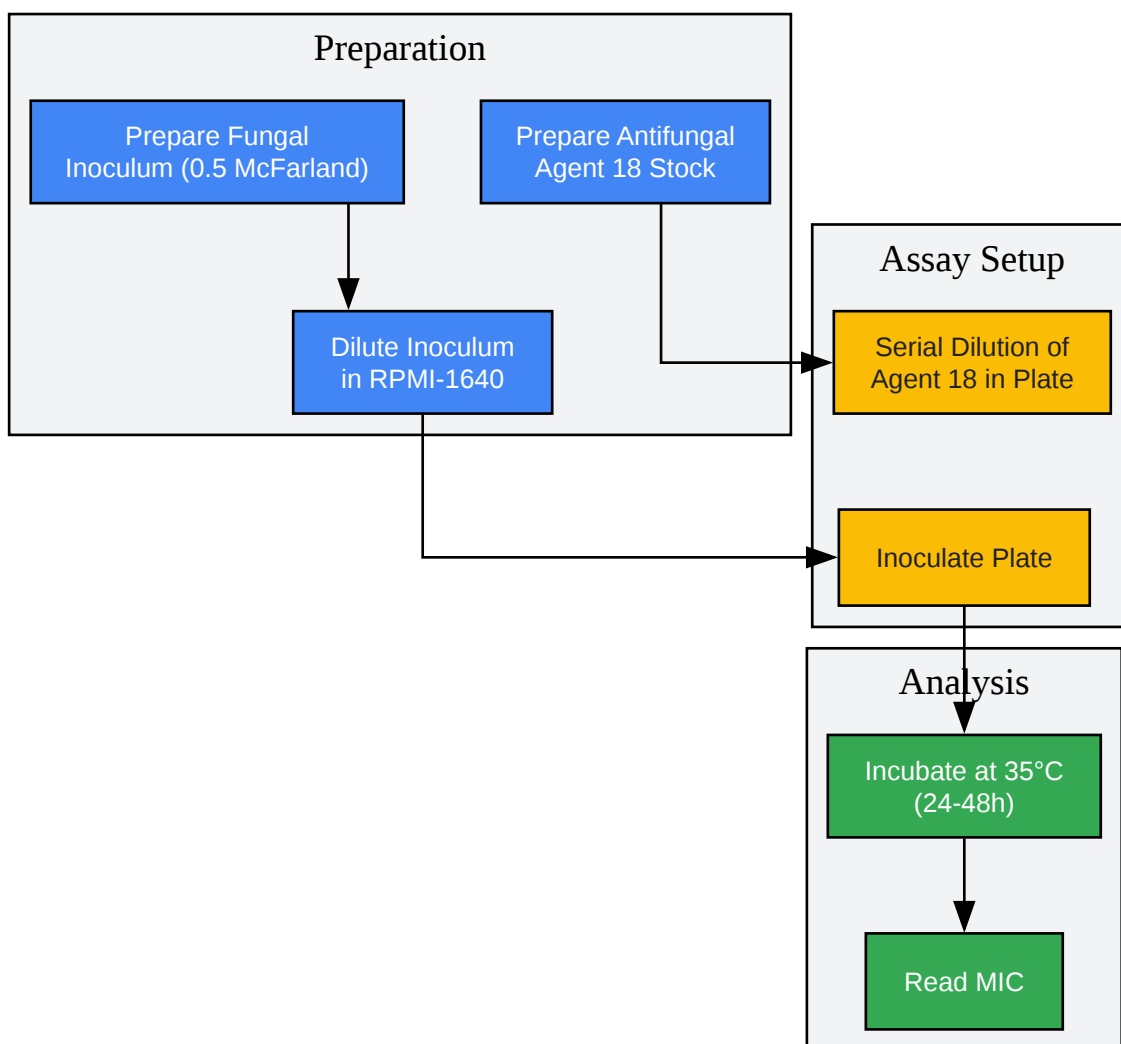 Preparation
Prepare Fungal
Inoculum (0.5 McFarland)
Prepare Antifungal
Agent 18 Stock
Dilute Inoculum
in RPMI-1640
Assay Setup
Serial Dilution of
Agent 18 in Plate
Inoculate Plate
Analysis
Incubate at 35°C
(24-48h)
Read MIC